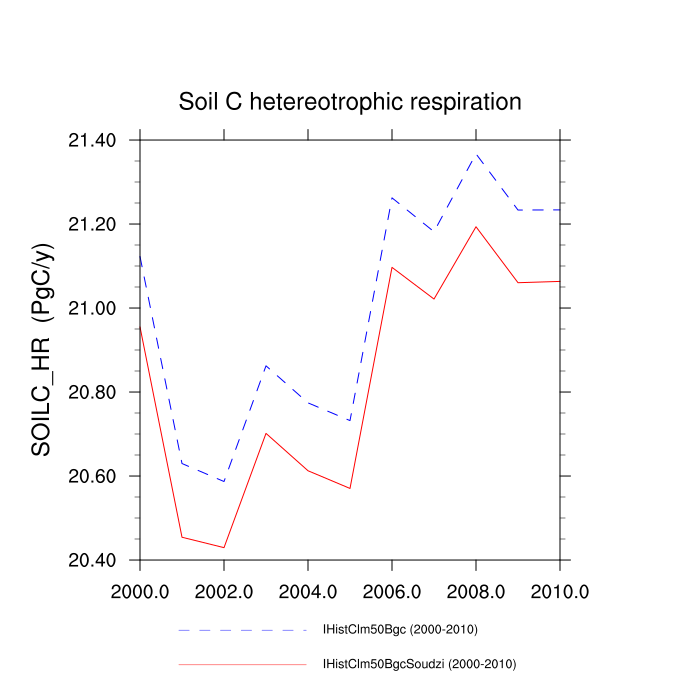 Soil C hetereotrophic respiration
SOILC_HR (PgC/y)
21.40
21.20
21.00
20.80
20.60
20.40
2000.0 2002.0 2004.0 2006.0 2008.0 2010.0
IHistClm50Bgc (2000-2010)
IHistClm50BgcSoudzi (2000-2010)